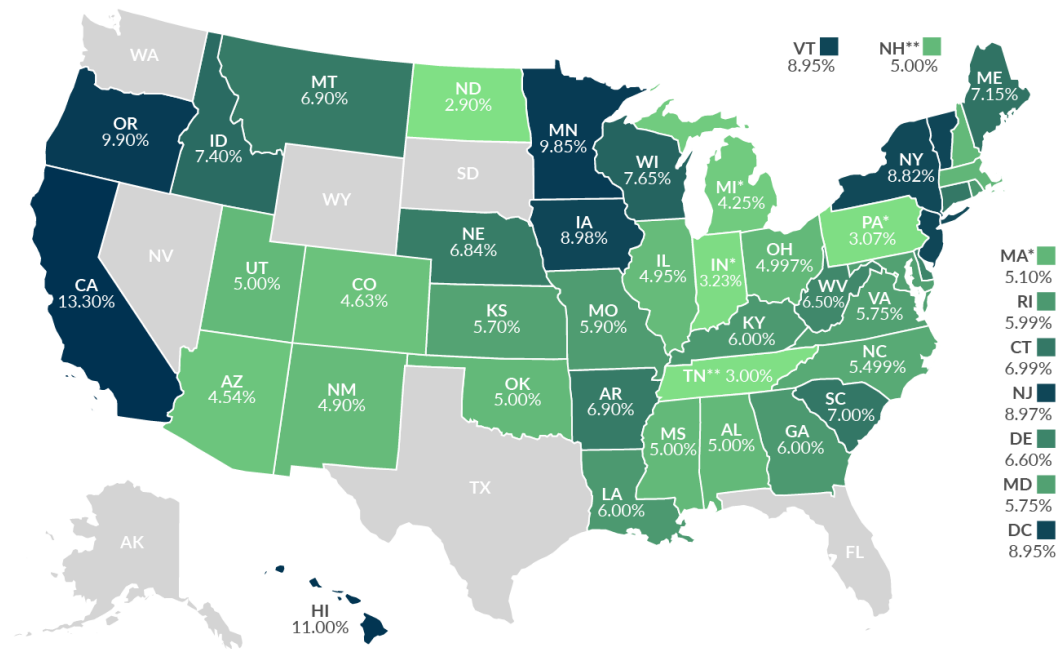 WA
VT
8.95%
NH**
5.00%
ME
7.15%
MT
6.90%
ND
2.90%
OR
9.90%
ID
7.40%
MN
9.85%
WI
7.65%
NY
8.82%
SD
MI*
4.25%
WY
IA
8.98%
PA*
3.07%
NE
6.84%
NV
UT
5.00%
CO
4.63%
IL
4.95%
IN*
3.23%
OH
4.997%
CA
13.30%
WV
6.50%
VA
5.75%
KS
5.70%
MO
5.90%
KY
6.00%
NC
5.499%
AZ
4.54%
NM
4.90%
OK
5.00%
TN** 3.00%
AR
6.90%
SC
7.00%
MS
5.00%
AL
5.00%
GA
6.00%
TX
LA
6.00%
AK
FL
HI
11.00%
MA*
5.10%
RI
5.99%
CT
6.99%
NJ
8.97%
DE
6.60%
MD
5.75%
DC
8.95%